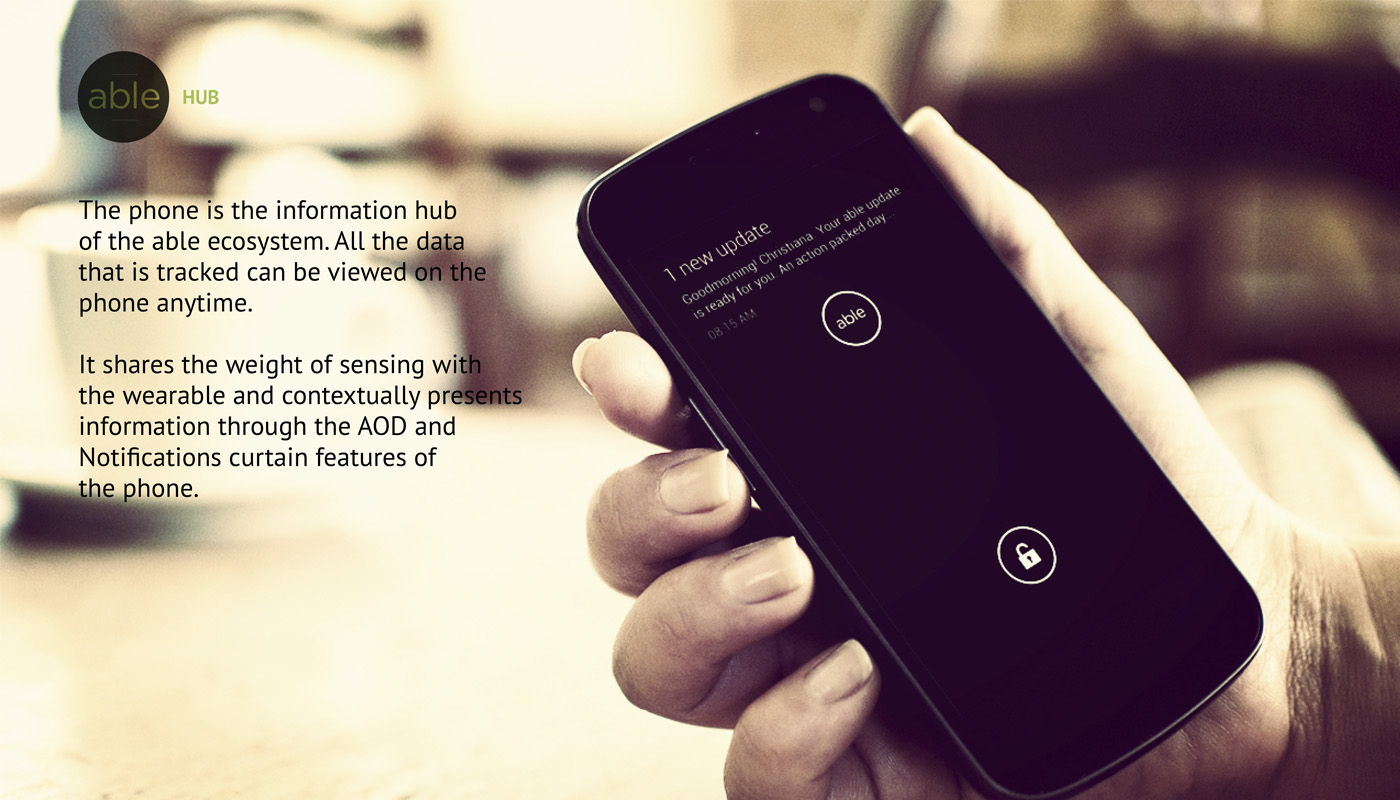 able HUB
The phone is the information hub
of the able ecosystem. All the data
that is tracked can be viewed on the
phone anytime.
It shares the weight of sensing with
the wearable and contextually presents
information through the AOD and
Notifications curtain features of
the phone.
1 new update
Goodmorning! Christiana. Your able update
is ready for you. An action packed day...
08.15 AM
able